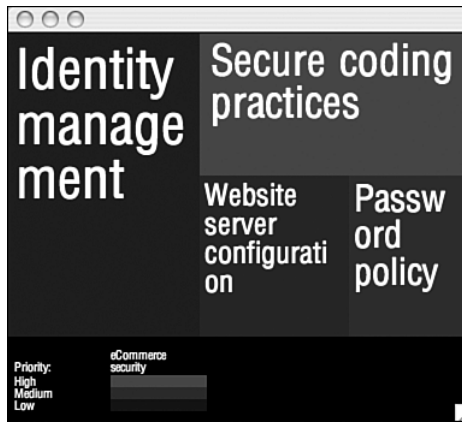 Identity
manage
ment
Secure coding
practices
Website
server
configurati
on
Passw
ord
policy
eCommerce
Priority: security
High
Medium
Low